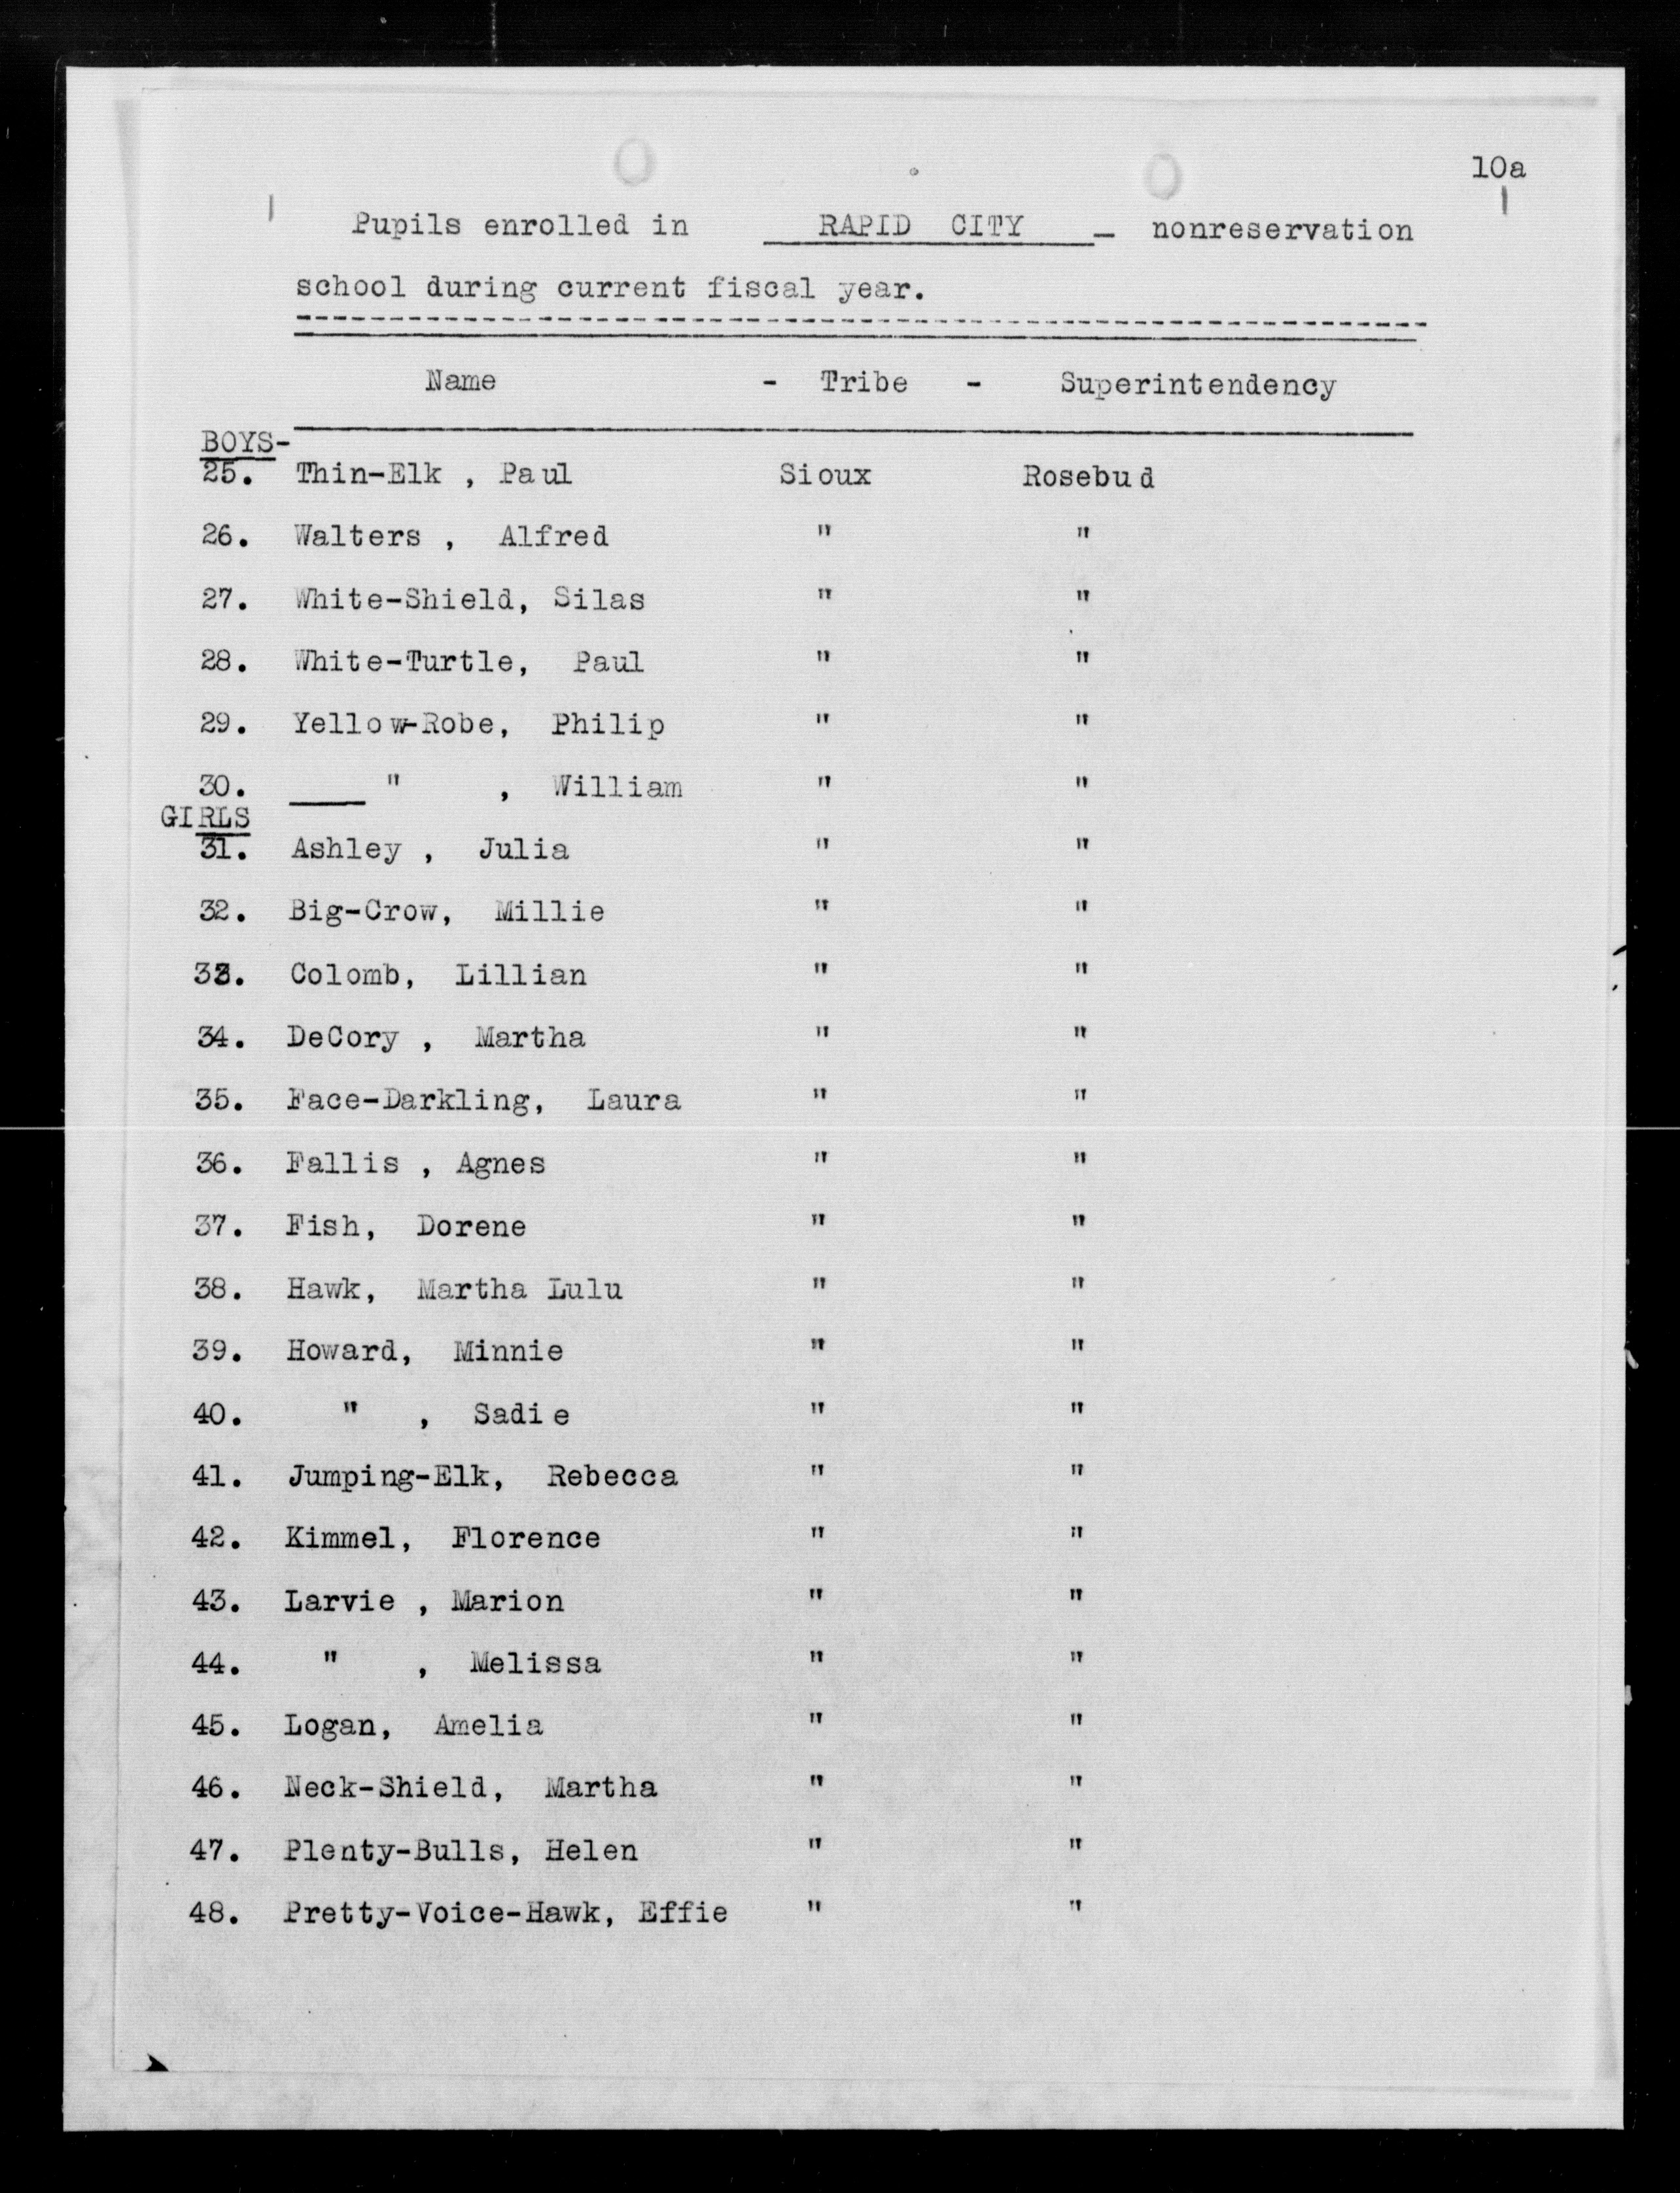 10a
Pupils enrolled in RAPID CITY _ nonreservation
school during current fiscal year.
Name - Tribe - Superintendency
BOYS-
25. Thin-Elk , Paul Sioux Rosebud
26. Walters , Alfred " "
27. White-Shield, Silas " "
28. White-Turtle, Paul " "
29. Yellow-Robe, Philip " "
30. ____ " , William " "
GIRLS
31. Ashley , Julia " "
32. Big-Crow, Millie " "
33. Colomb, Lillian " "
34. DeCory , Martha " "
35. Face-Darkling, Laura " "
36. Fallis , Agnes " "
37. Fish, Dorene " "
38. Hawk, Martha Lulu " "
39. Howard, Minnie " "
40. " , Sadie " "
41. Jumping-Elk, Rebecca " "
42. Kimmel, Florence " "
43. Larvie , Marion " "
44. " , Melissa " "
45. Logan, Amelia " "
46. Neck-Shield, Martha " "
47. Plenty-Bulls, Helen " "
48. Pretty-Voice-Hawk, Effie " "